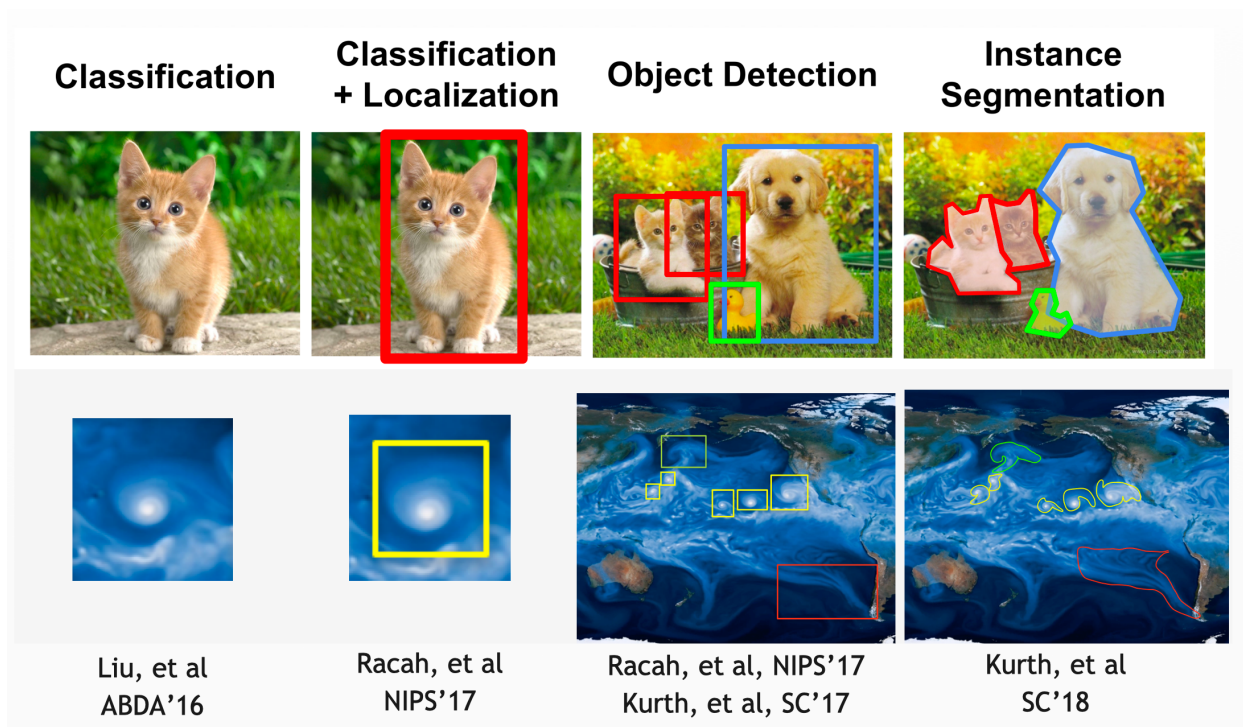 Classification
Classification
+ Localization
Object Detection
Instance
Segmentation
Liu, et al
ABDA’16
Racah, et al
NIPS’17
Racah, et al, NIPS’17
Kurth, et al, SC’17
Kurth, et al
SC’18